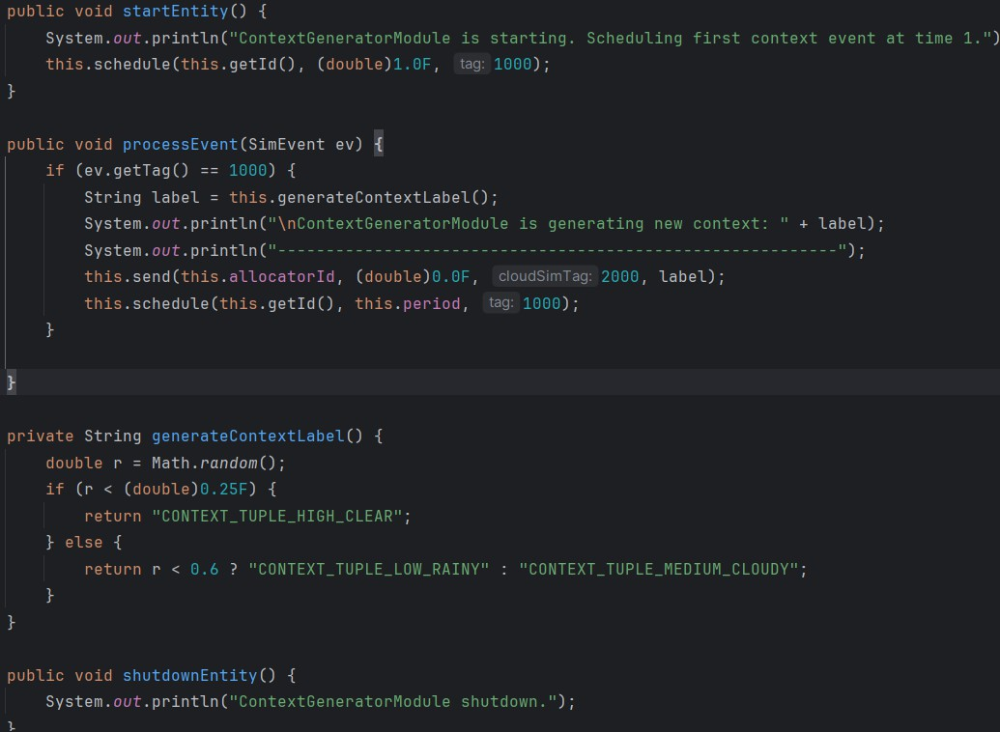 public void startEntity() {
    System.out.println("ContextGeneratorModule is starting. Scheduling first context event at time 1.")
    this.schedule(this.getId(), (double)1.0F, tag: 1000);
}
public void processEvent(SimEvent ev) {
    if (ev.getTag() == 1000) {
        String label = this.generateContextLabel();
        System.out.println("\nContextGeneratorModule is generating new context: " + label);
        System.out.println("----------------------------------------------------------");
        this.send(this.allocatorId, (double)0.0F, cloudSimTag: 2000, label);
        this.schedule(this.getId(), this.period, tag: 1000);
    }
}
private String generateContextLabel() {
    double r = Math.random();
    if (r < (double)0.25F) {
        return "CONTEXT_TUPLE_HIGH_CLEAR";
    } else {
        return r < 0.6 ? "CONTEXT_TUPLE_LOW_RAINY" : "CONTEXT_TUPLE_MEDIUM_CLOUDY";
    }
}
public void shutdownEntity() {
    System.out.println("ContextGeneratorModule shutdown.");
}